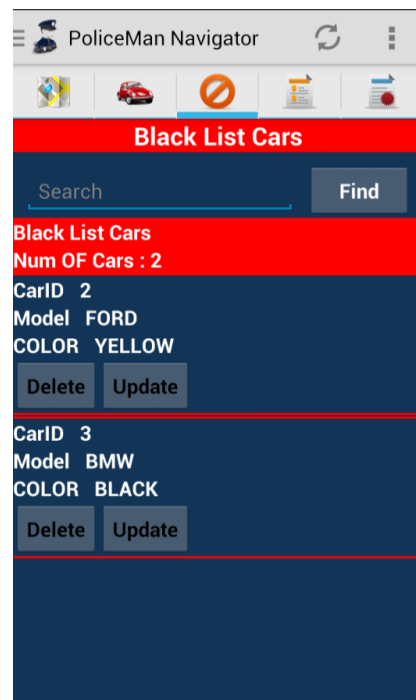 PoliceMan Navigator
Black List Cars
Search
Find
Black List Cars
Num OF Cars : 2
CarID 2
Model FORD
COLOR YELLOW
Delete Update
CarID 3
Model BMW
COLOR BLACK
Delete Update